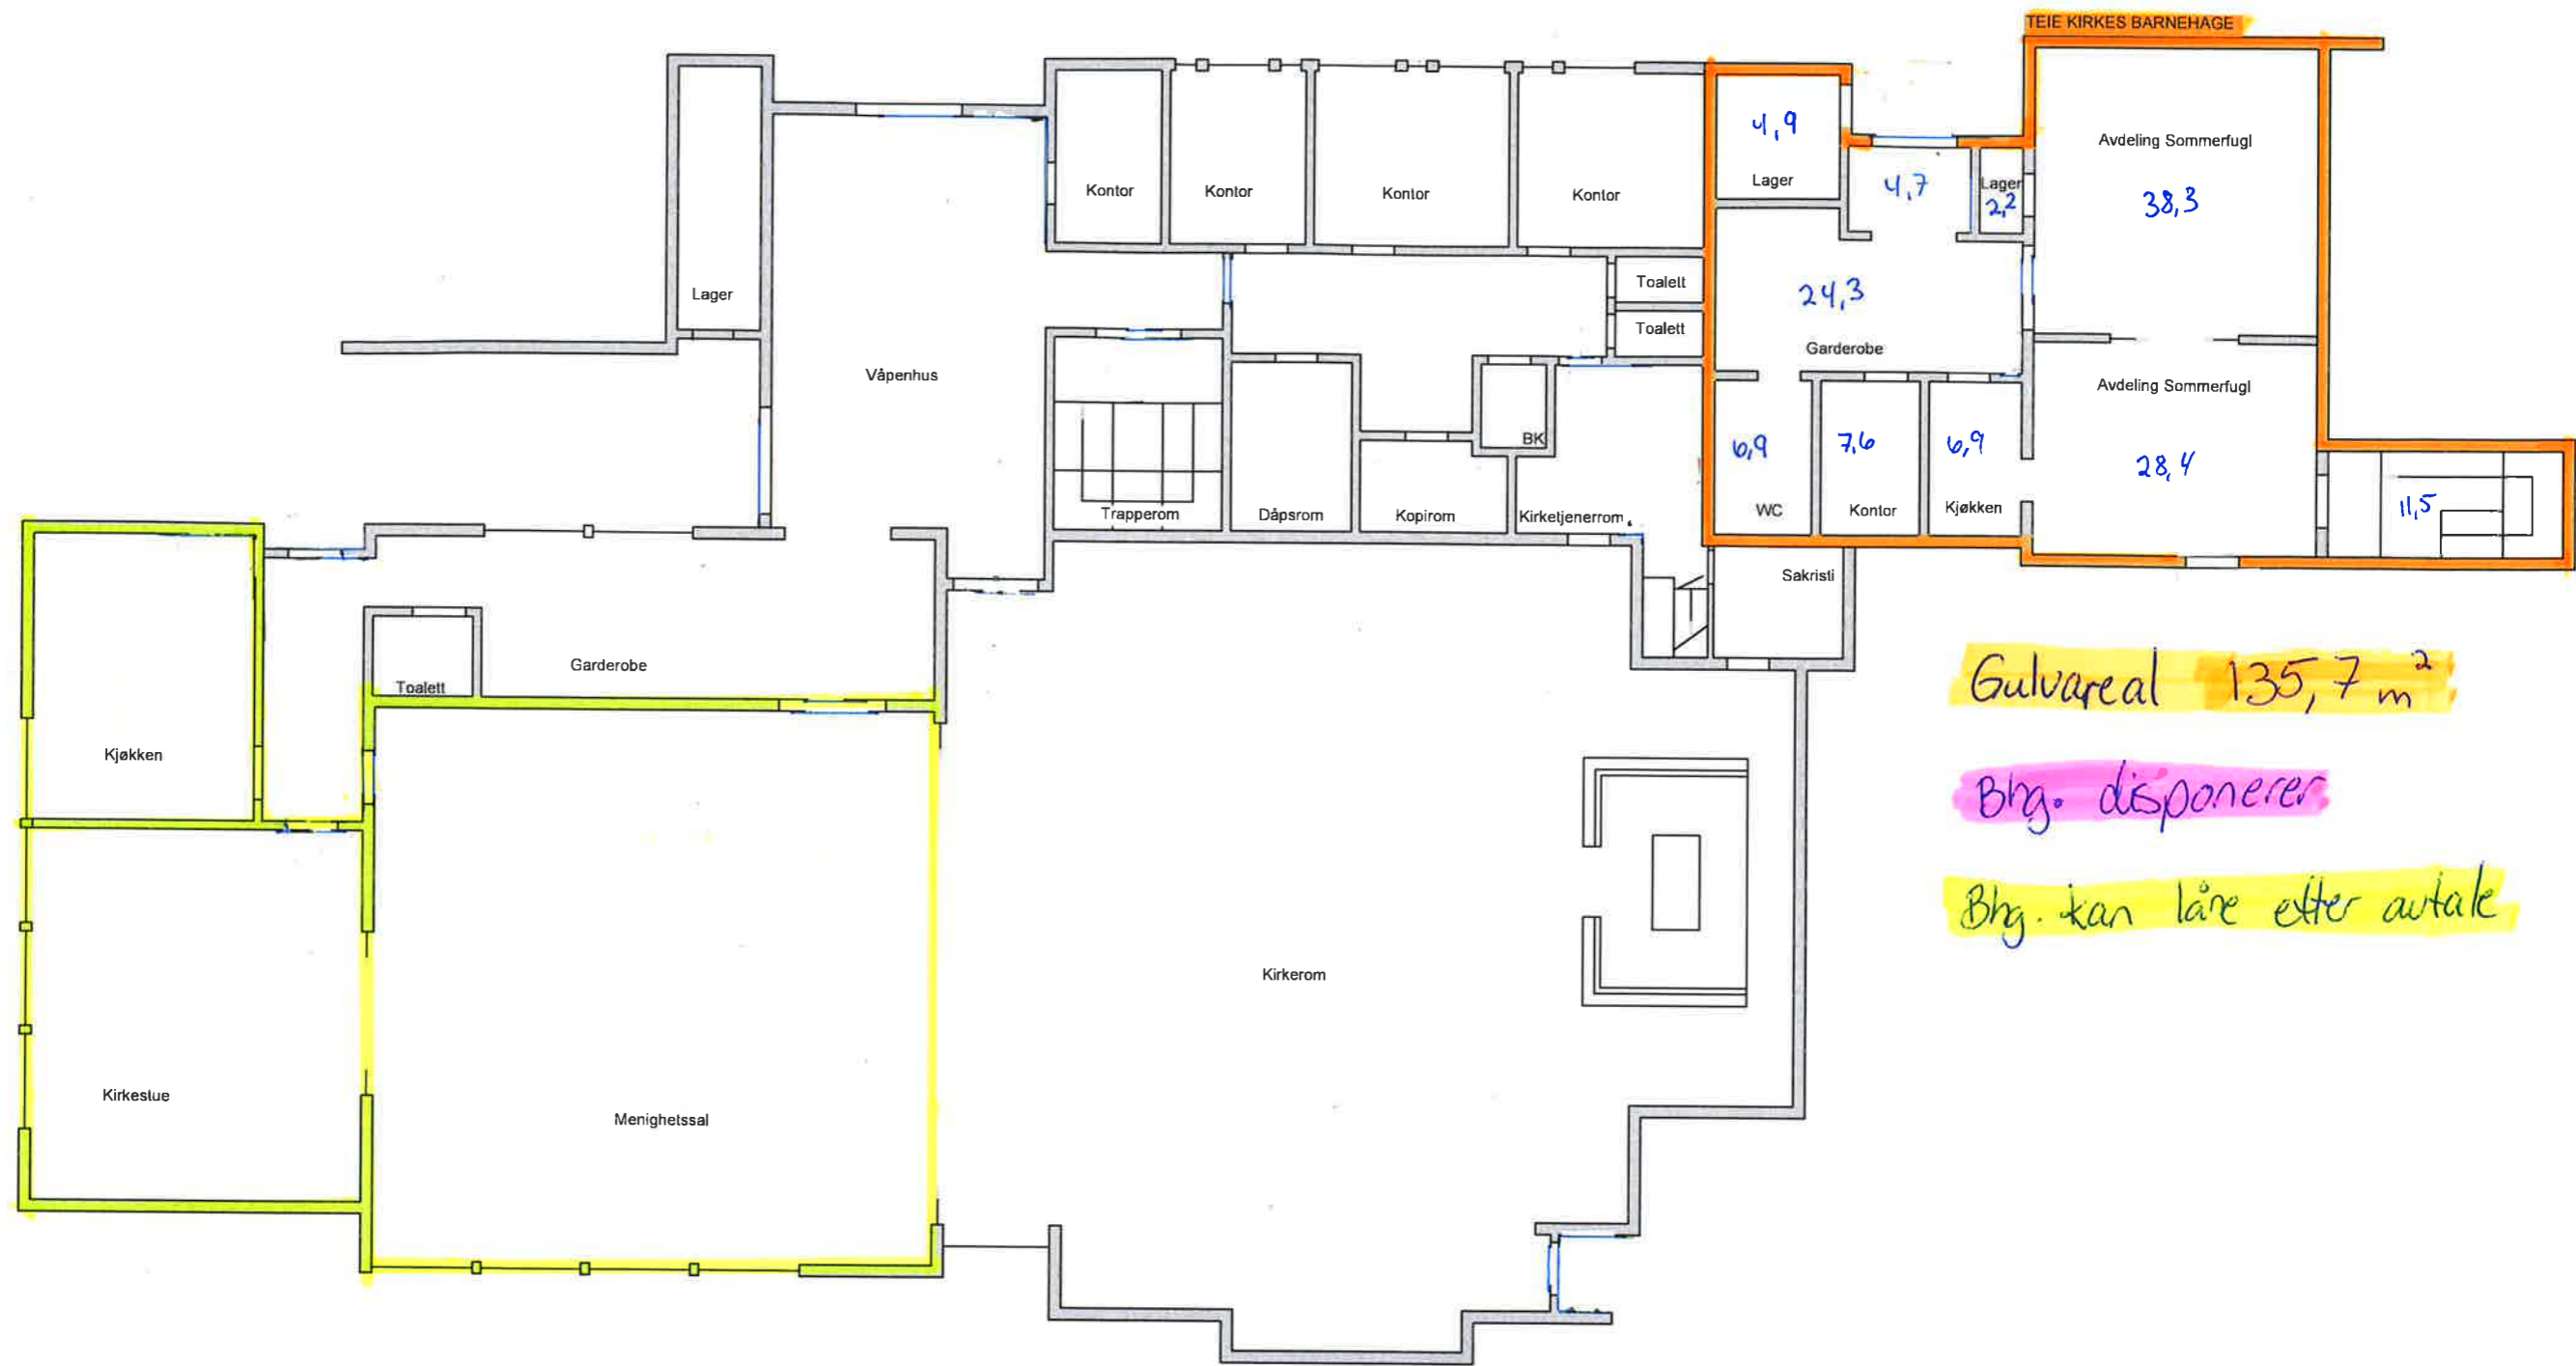 TEIE KIRKES BARNEHAGE
4,9
Lager
4,7
Lager
2,2
Avdeling Sommerfugl
38,3
Kontor
Kontor
Kontor
Kontor
Lager
Toalett
Toalett
24,3
Garderobe
Våpenhus
Avdeling Sommerfugl
28,4
11,5
BK
6,9
WC
7,6
Kontor
6,9
Kjøkken
Trapperom
Dåpsrom
Kopirom
Kirketjenerrom
Sakristi
Garderobe
Toalett
Kjøkken
Kirkestue
Menighetssal
Kirkerom
Gulvareal 135,7 m²
Bhg. disponerer
Bhg. kan låne etter avtale